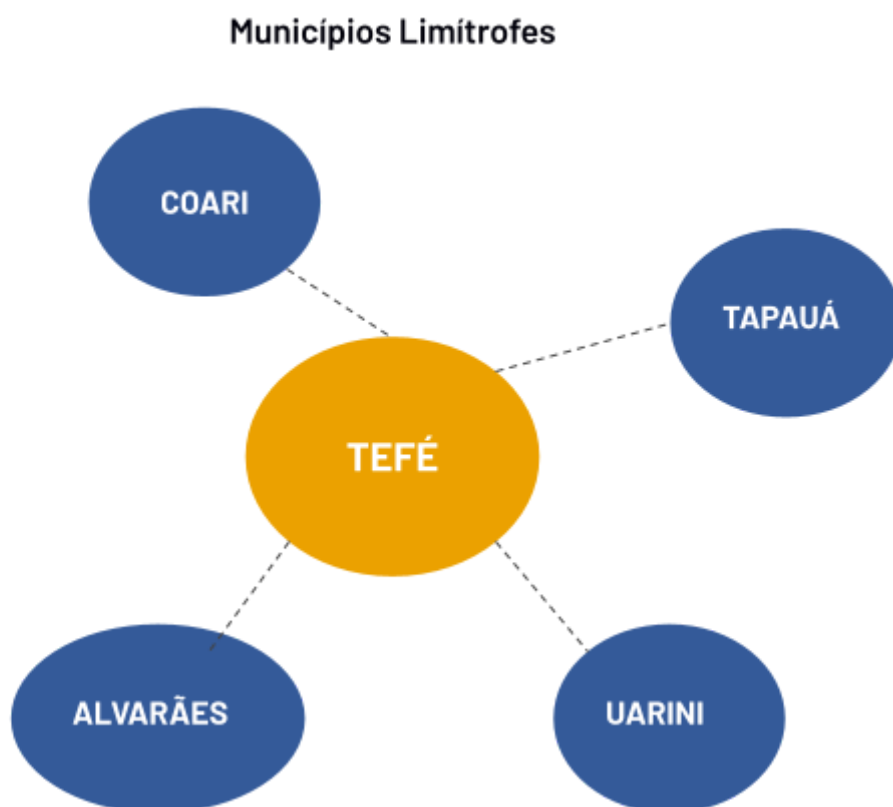 Municípios Limítrofes
COARI
TAPAUÁ
TEFÉ
ALVARÃES
UARINI